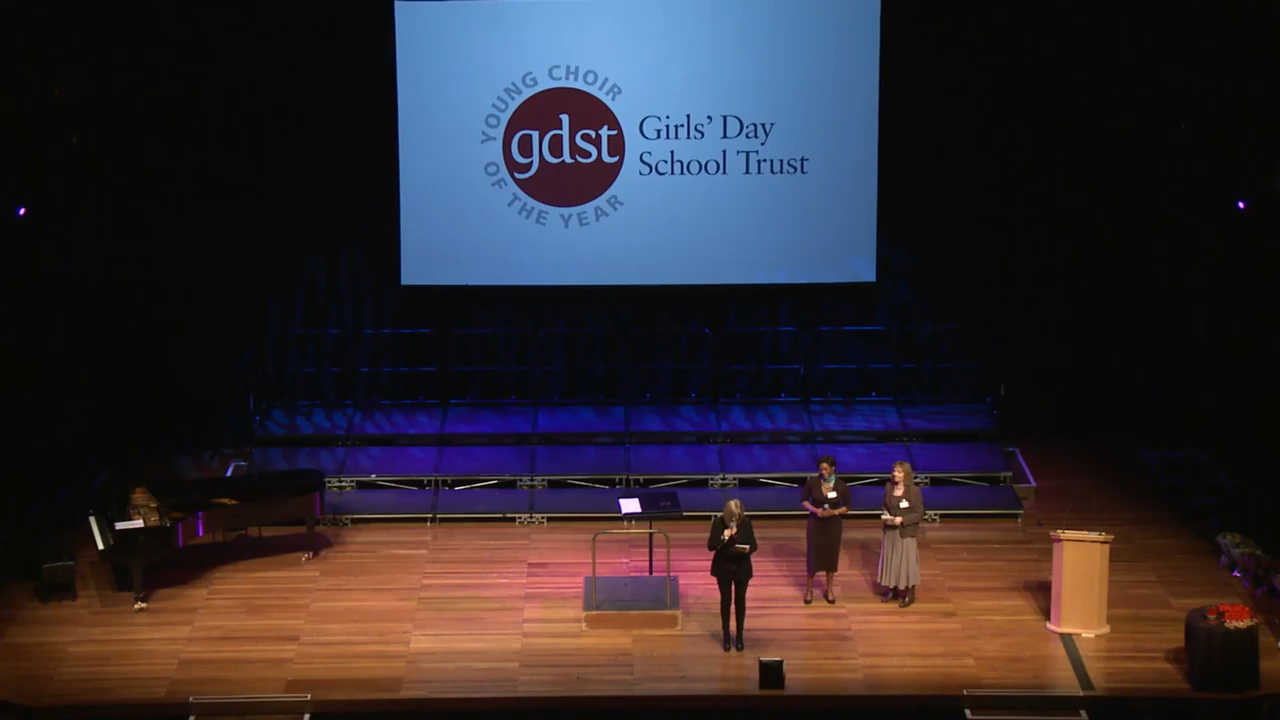 YOUNG CHOIR
OF THE YEAR
gdst
Girls' Day
School Trust